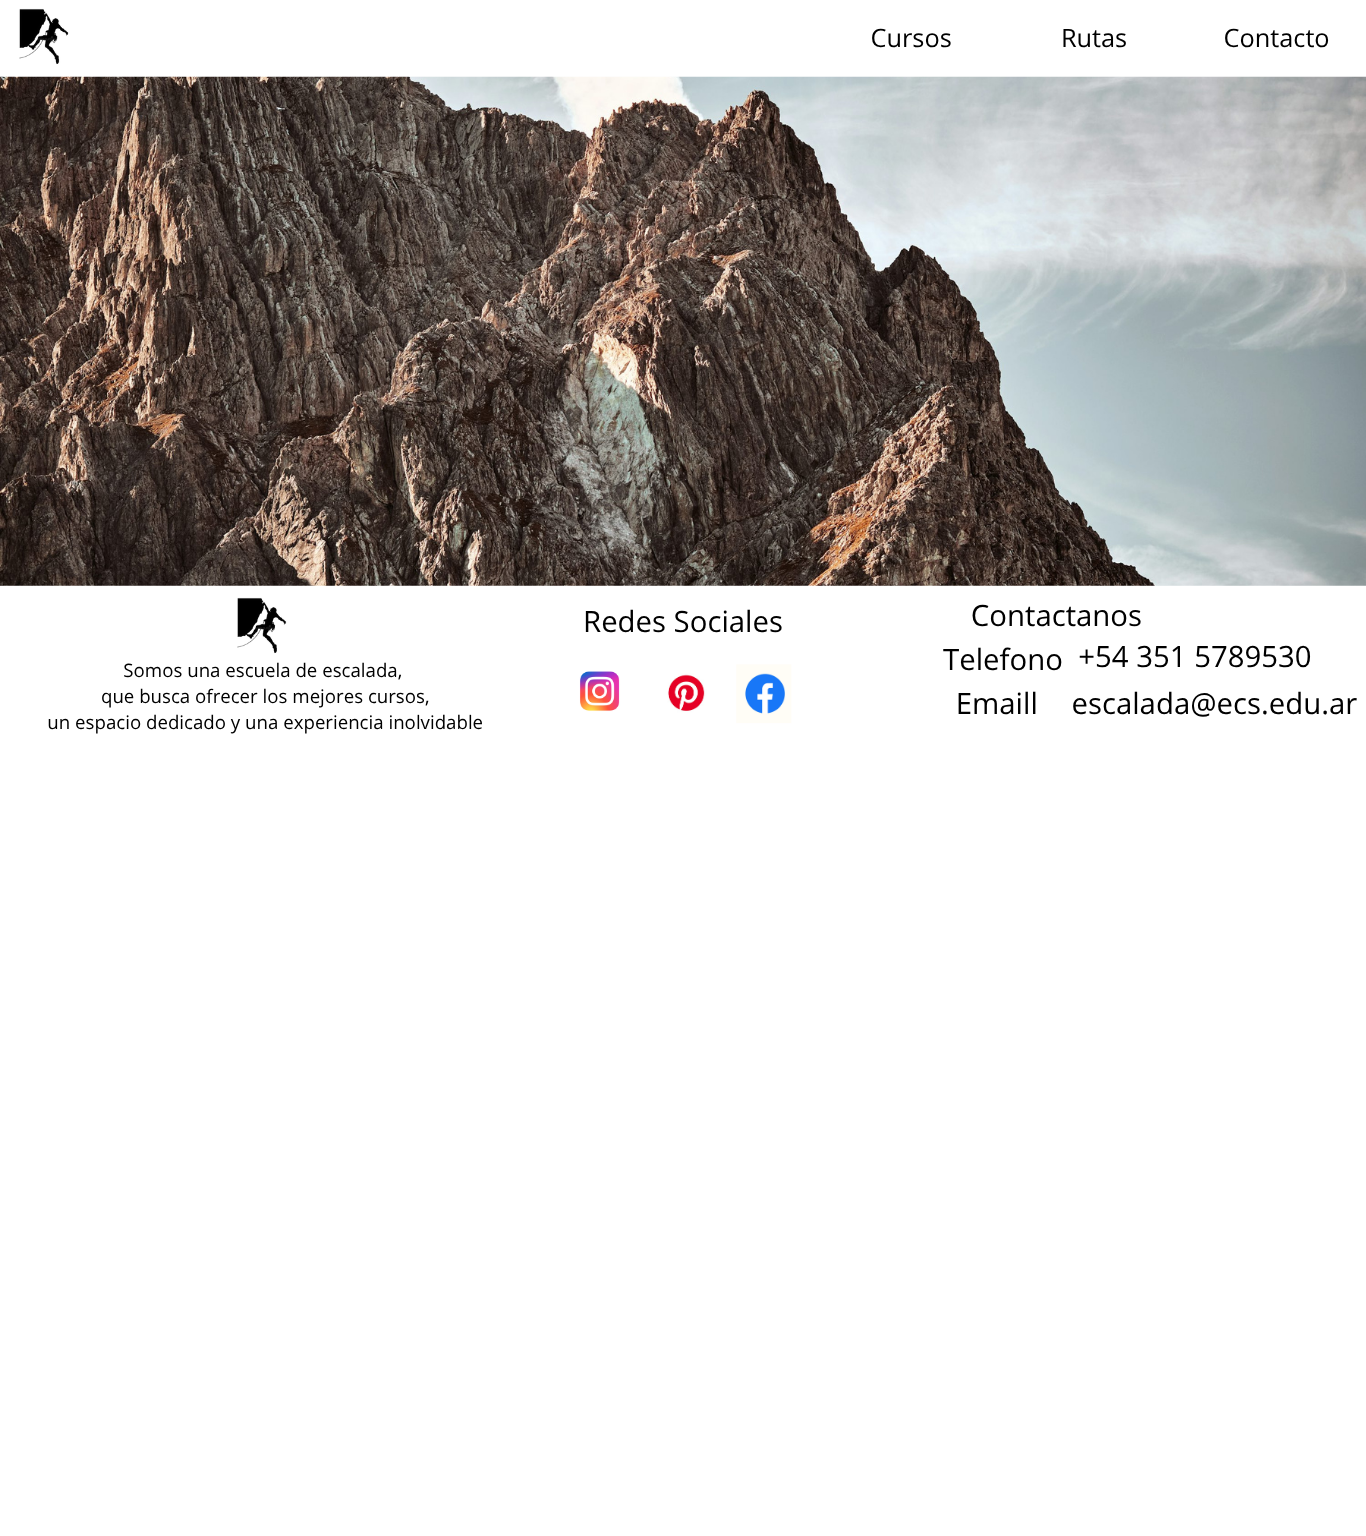 Cursos Rutas Contacto
Somos una escuela de escalada,
que busca ofrecer los mejores cursos,
un espacio dedicado y una experiencia inolvidable
Redes Sociales
Contactanos
Telefono +54 351 5789530
Emaill escalada@ecs.edu.ar